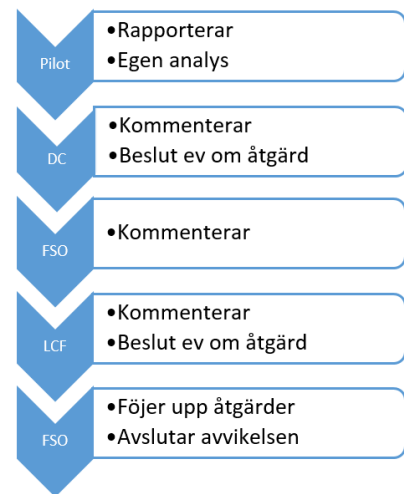 Pilot
•Rapporterar
•Egen analys
DC
•Kommenterar
•Beslut ev om åtgärd
FSO
•Kommenterar
LCF
•Kommenterar
•Beslut ev om åtgärd
FSO
•Föjer upp åtgärder
•Avslutar avvikelsen